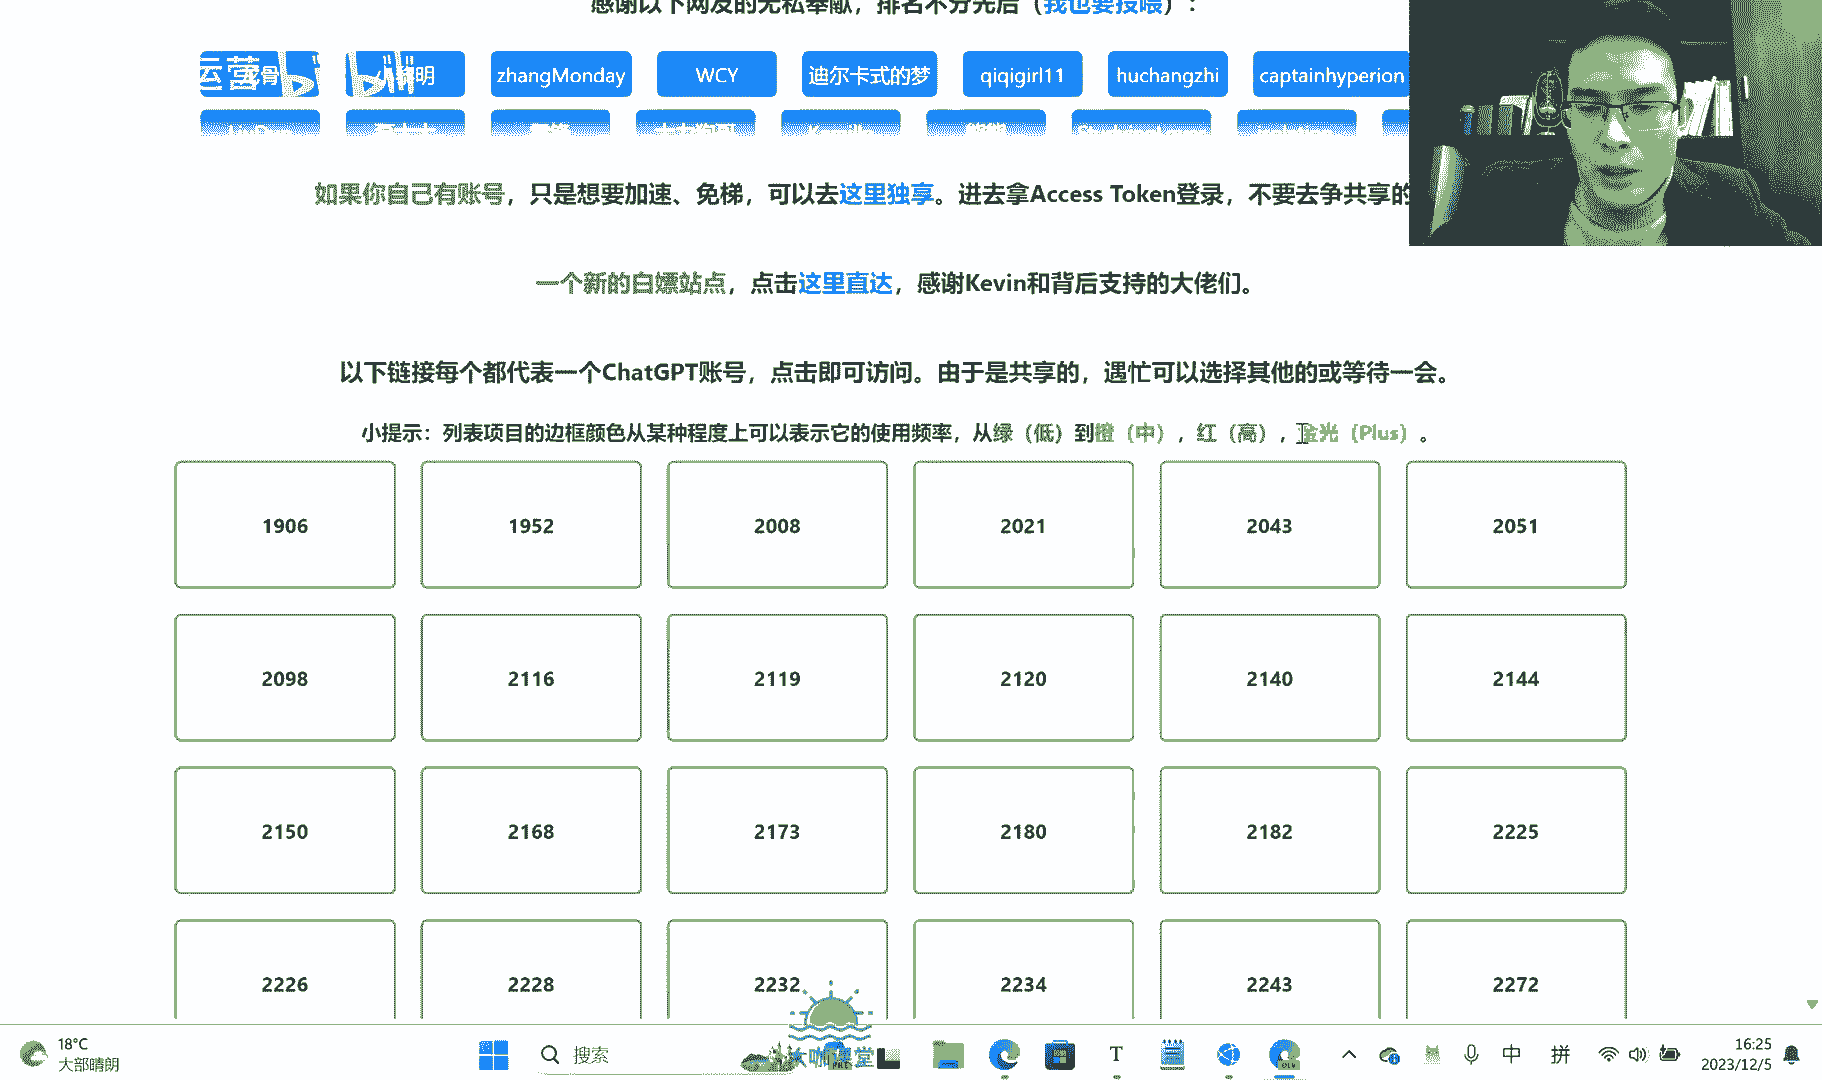 感谢以下网友的无私奉献，排名不分先后（我也要投喂）：
运营
zhangMonday
WCY
迪尔卡式的梦
qiqigirl11
huchangzhi
captainhyperion
如果你自己有账号，只是想要加速、免梯，可以去这里独享。进去拿Access Token登录，不要去争共享的
一个新的白嫖站点，点击这里直达，感谢Kevin和背后支持的大佬们。
以下链接每个都代表一个ChatGPT账号，点击即可访问。由于是共享的，遇忙可以选择其他的或等待一会。
小提示：列表项目的边框颜色从某种程度上可以表示它的使用频率，从绿（低）到橙（中），红（高），金光（Plus）。
1906 1952 2008 2021 2043 2051
2098 2116 2119 2120 2140 2144
2150 2168 2173 2180 2182 2225
2226 2228 2232 2234 2243 2272
大咖课堂
18°C
大部晴朗
搜索
中
拼
16:25
2023/12/5